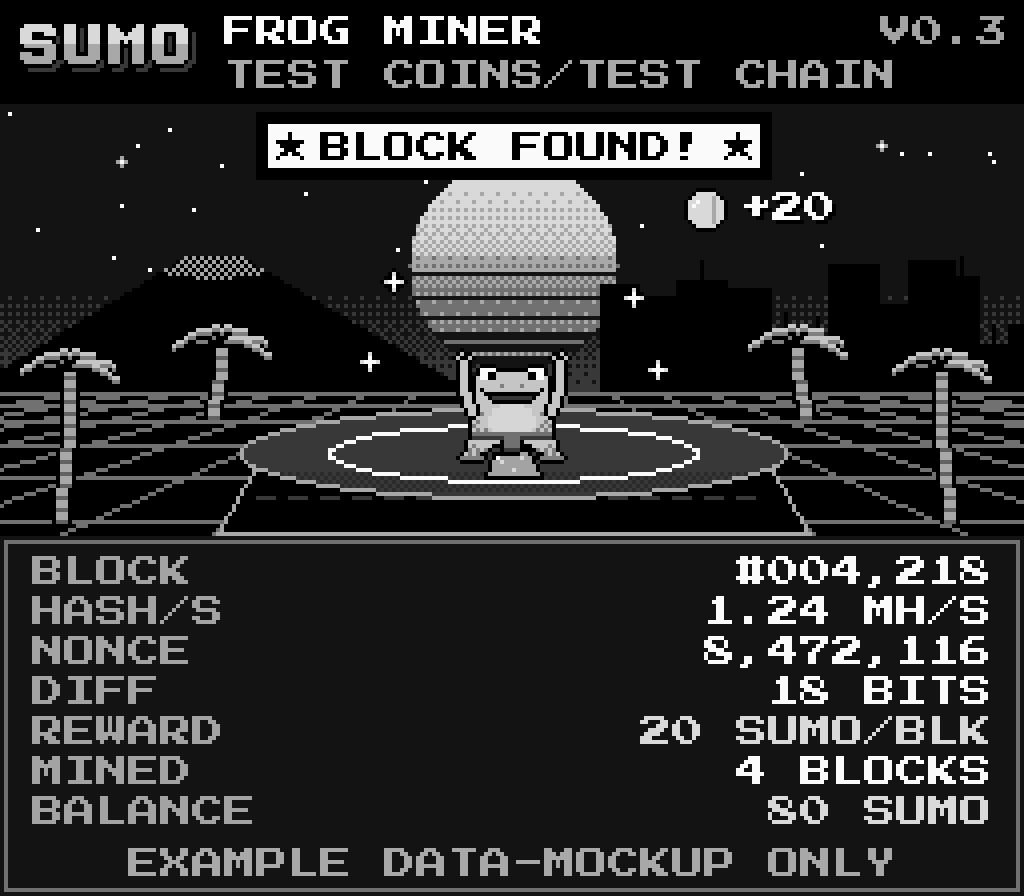 SUMO
FROG MINER
V0.3
TEST COINS/TEST CHAIN
★BLOCK FOUND! ★
+20
BLOCK #004,218
HASH/S 1.24 MH/S
NONCE 8,472,116
DIFF 18 BITS
REWARD 20 SUMO/BLK
MINED 4 BLOCKS
BALANCE 80 SUMO
EXAMPLE DATA-MOCKUP ONLY